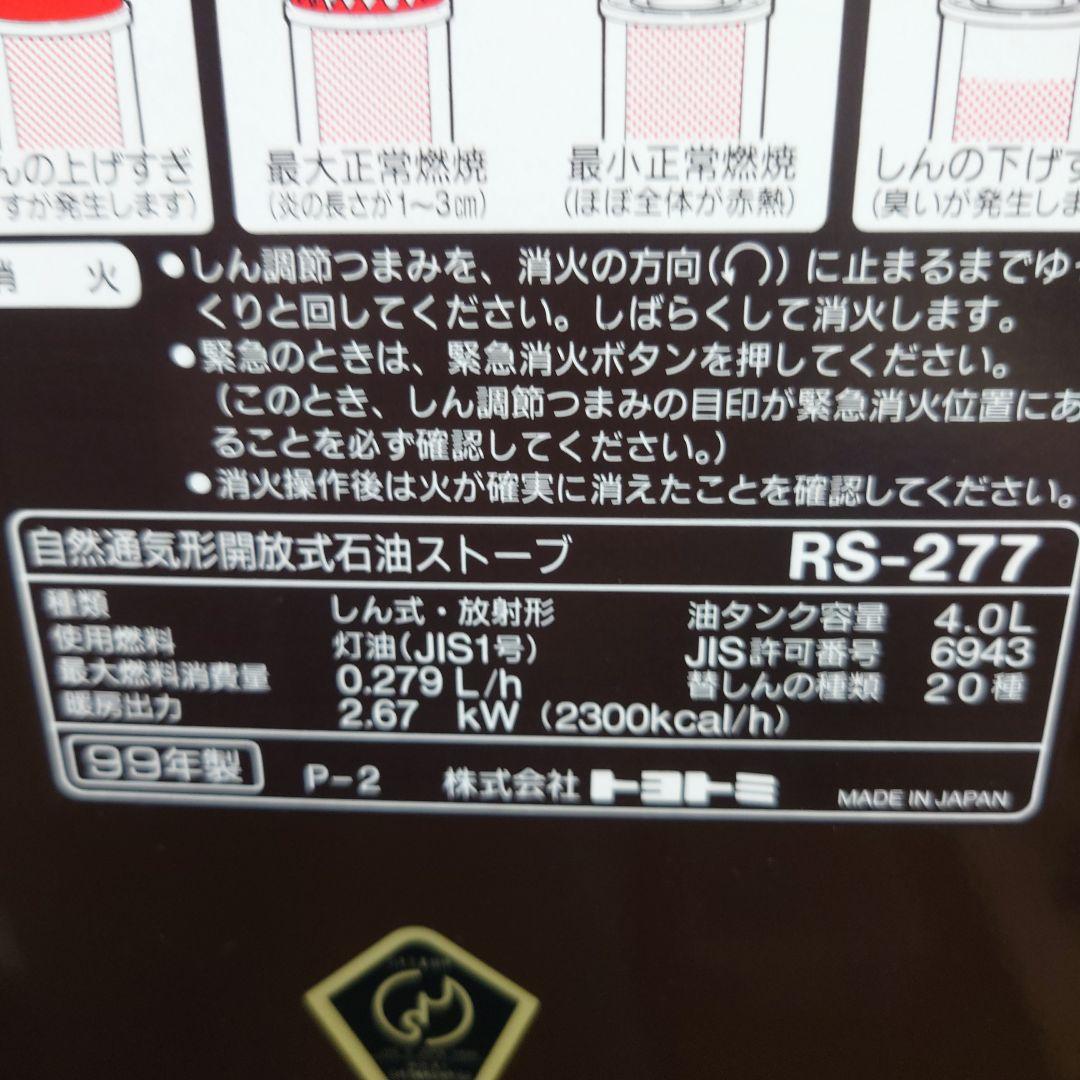 んの上げすぎ
すが発生します)
最大正常燃焼
(炎の長さが1〜3cm)
最小正常燃焼
(ほぼ全体が赤熱)
しんの下げす
(臭いが発生しま
消 火
●しん調節つまみを、消火の方向( )に止まるまでゆっ
くりと回してください。しばらくして消火します。
●緊急のときは、緊急消火ボタンを押してください。
(このとき、しん調節つまみの目印が緊急消火位置にあ
ることを必ず確認してください。)
●消火操作後は火が確実に消えたことを確認してください。
自然通気形開放式石油ストーブ RS-277
種類 しん式・放射形 油タンク容量 4.0L
使用燃料 灯油(JIS1号) JIS許可番号 6943
最大燃料消費量 0.279 L/h 替しんの種類 20種
暖房出力 2.67 kW (2300kcal/h)
99年製 P-2 株式会社 トヨトミ MADE IN JAPAN